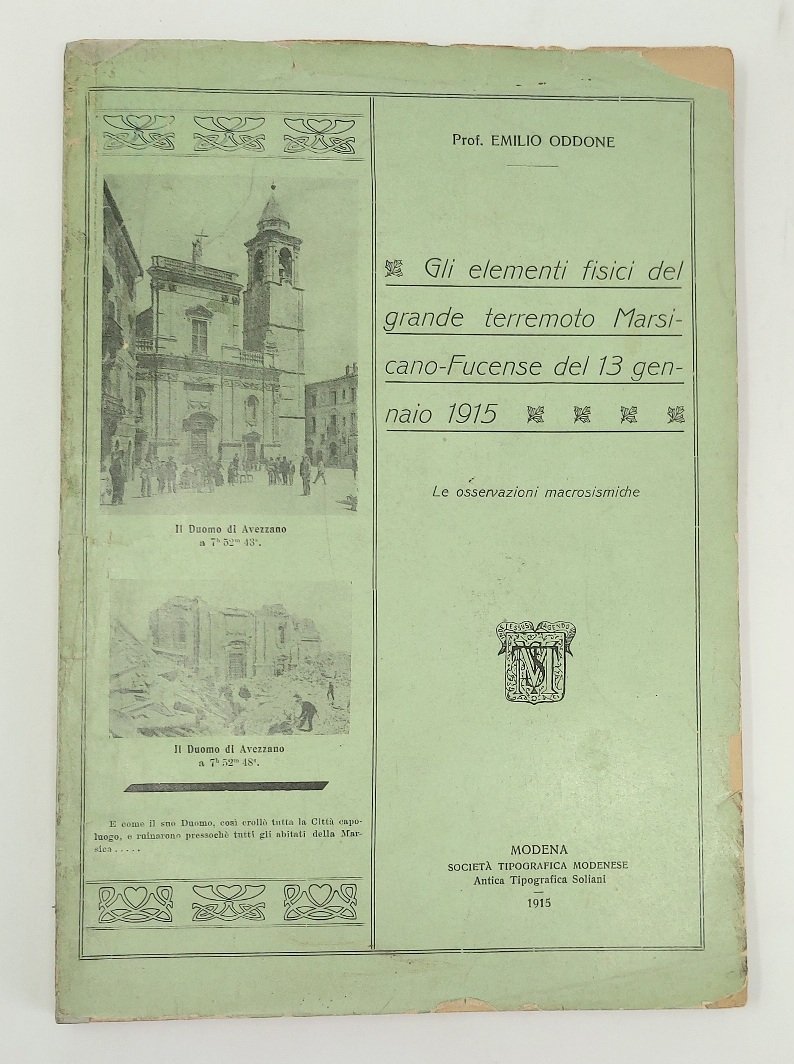 Prof. EMILIO ODDONE
Gli elementi fisici del
grande terremoto Marsi-
cano-Fucense del 13 gen-
naio 1915
Le osservazioni macrosismiche
Il Duomo di Avezzano
a 7h 52m 43s.
Il Duomo di Avezzano
a 7h 52m 48s.
E come il suo Duomo, così crollò tutta la Città capo-
luogo, e ruinarono pressochè tutti gli abitati della Mar-
sica . . . . .
MODENA
SOCIETÀ TIPOGRAFICA MODENESE
Antica Tipografica Soliani
1915